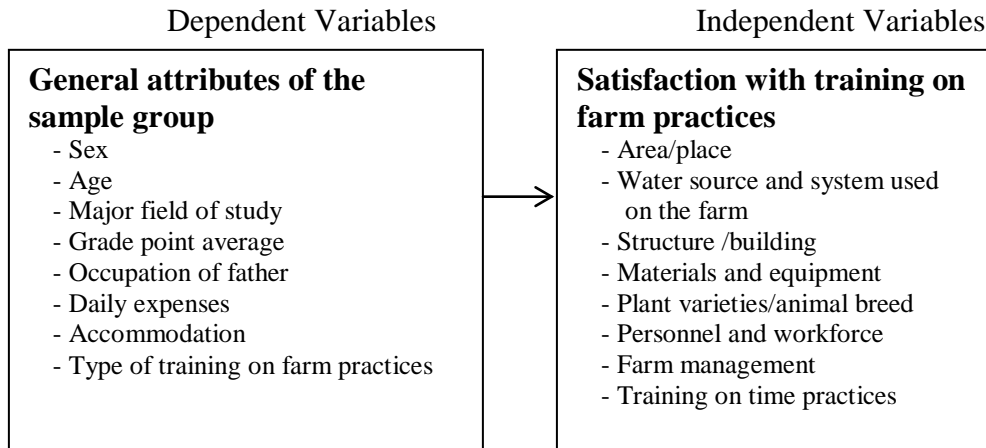 Dependent Variables
General attributes of the
sample group
- Sex
- Age
- Major field of study
- Grade point average
- Occupation of father
- Daily expenses
- Accommodation
- Type of training on farm practices
Independent Variables
Satisfaction with training on
farm practices
- Area/place
- Water source and system used
on the farm
- Structure /building
- Materials and equipment
- Plant varieties/animal breed
- Personnel and workforce
- Farm management
- Training on time practices